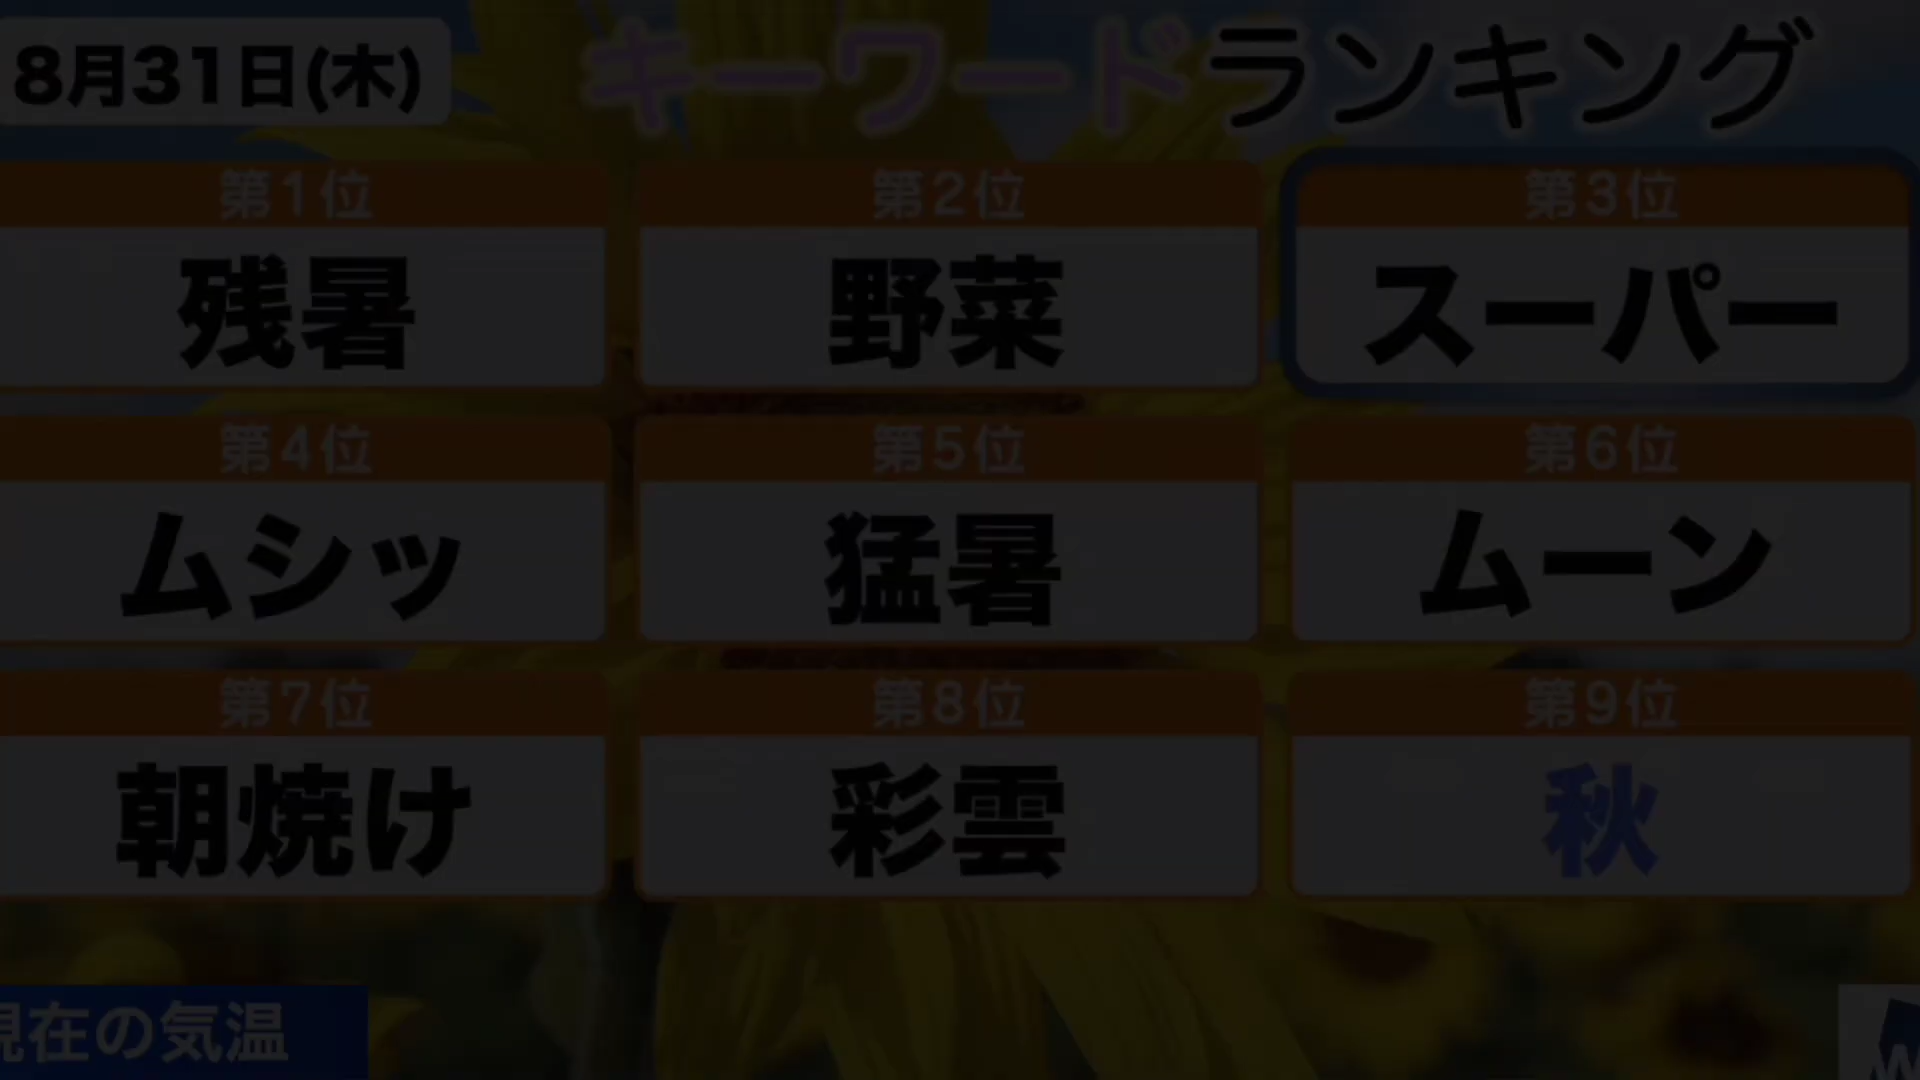 8月31日(木)
キーワードランキング
第1位
残暑
第2位
野菜
第3位
スーパー
第4位
ムシッ
第5位
猛暑
第6位
ムーン
第7位
朝焼け
第8位
彩雲
第9位
秋
現在の気温
W